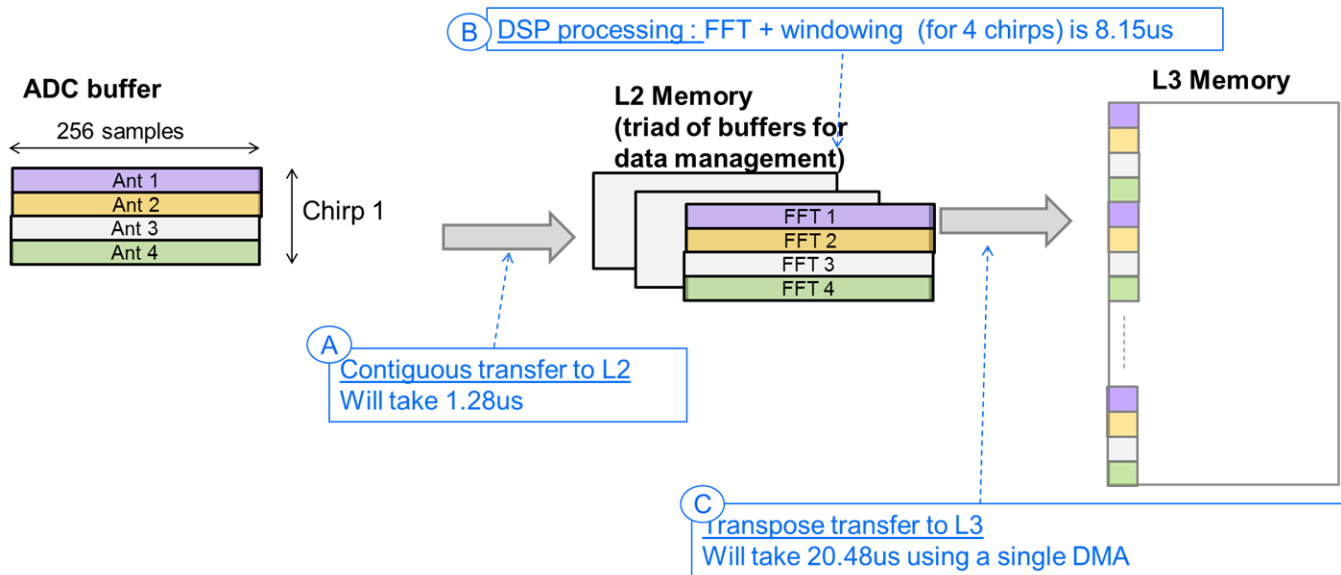 B
DSP processing : FFT + windowing (for 4 chirps) is 8.15us
ADC buffer
256 samples
Ant 1
Ant 2
Ant 3
Ant 4
Chirp 1
L2 Memory
(triad of buffers for
data management)
FFT 1
FFT 2
FFT 3
FFT 4
L3 Memory
A
Contiguous transfer to L2
Will take 1.28us
C
Transpose transfer to L3
Will take 20.48us using a single DMA